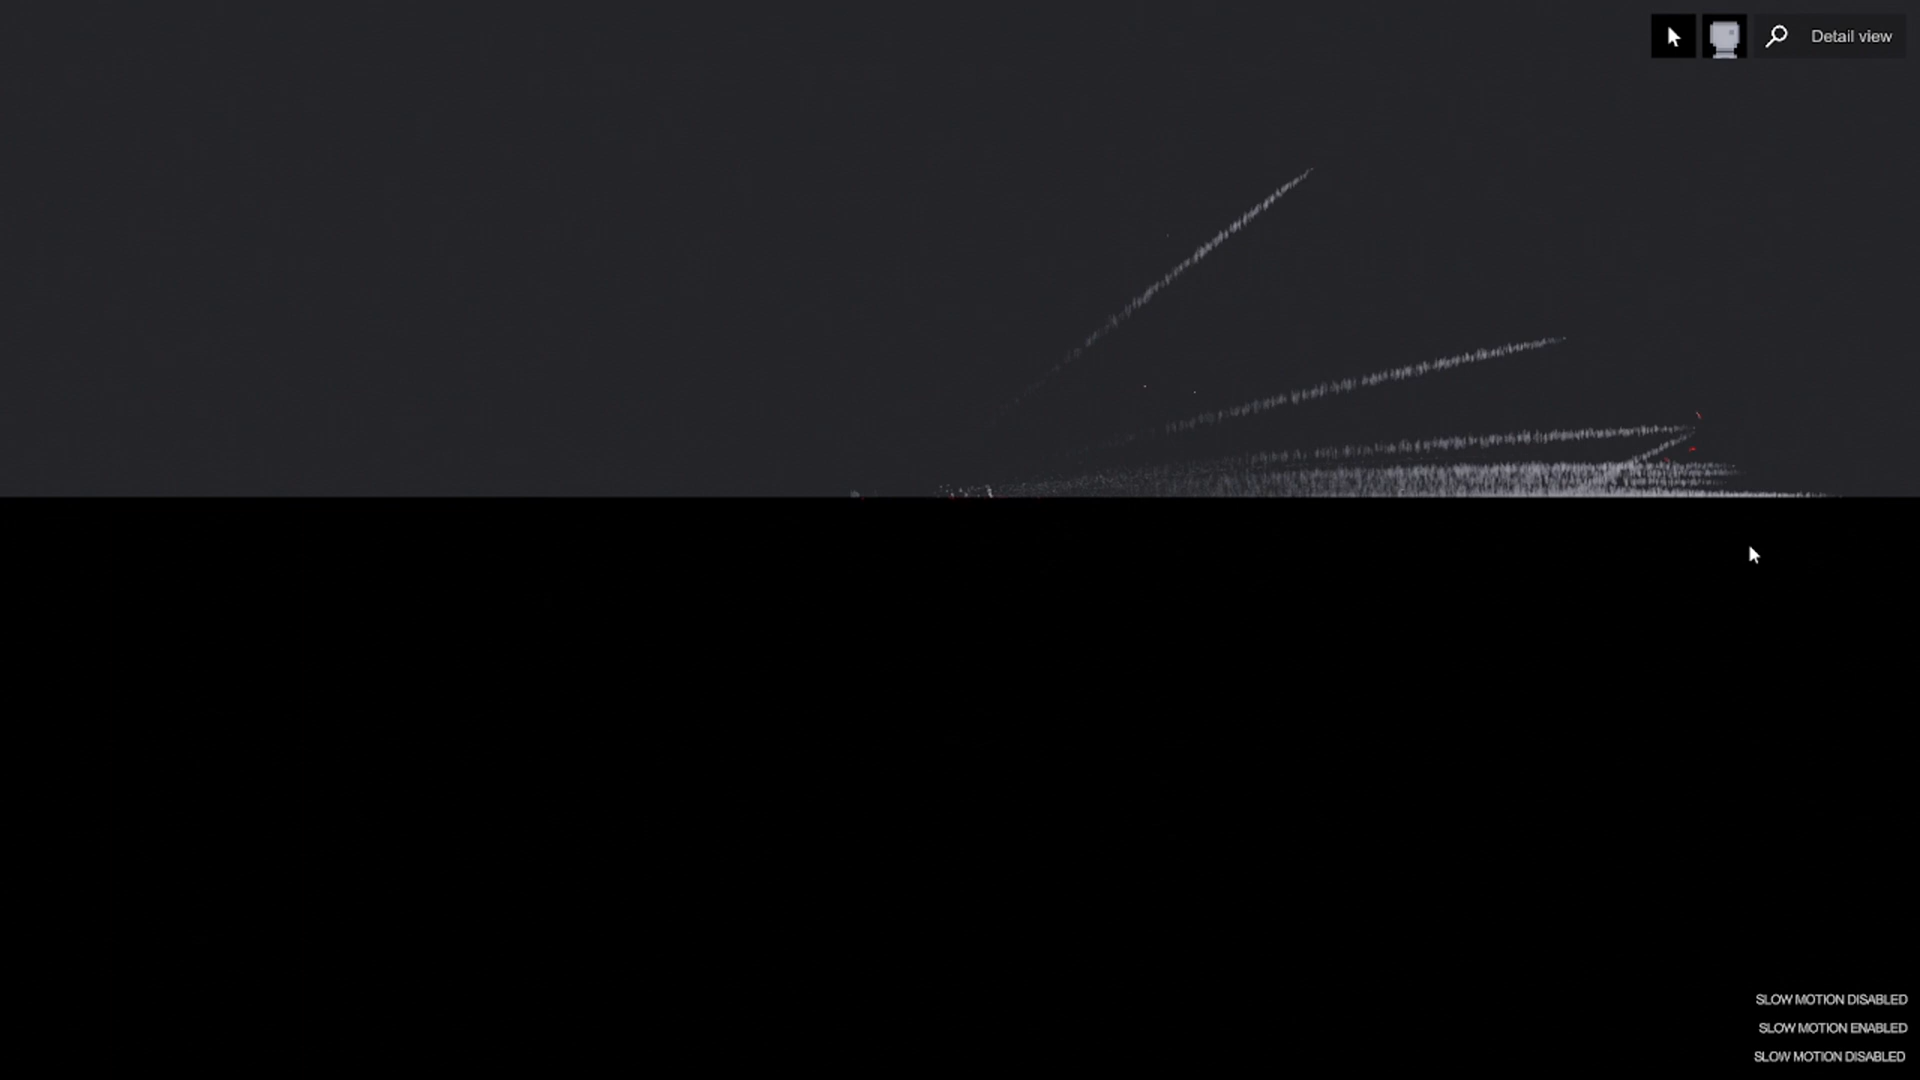 Detail view
SLOW MOTION DISABLED
SLOW MOTION ENABLED
SLOW MOTION DISABLED